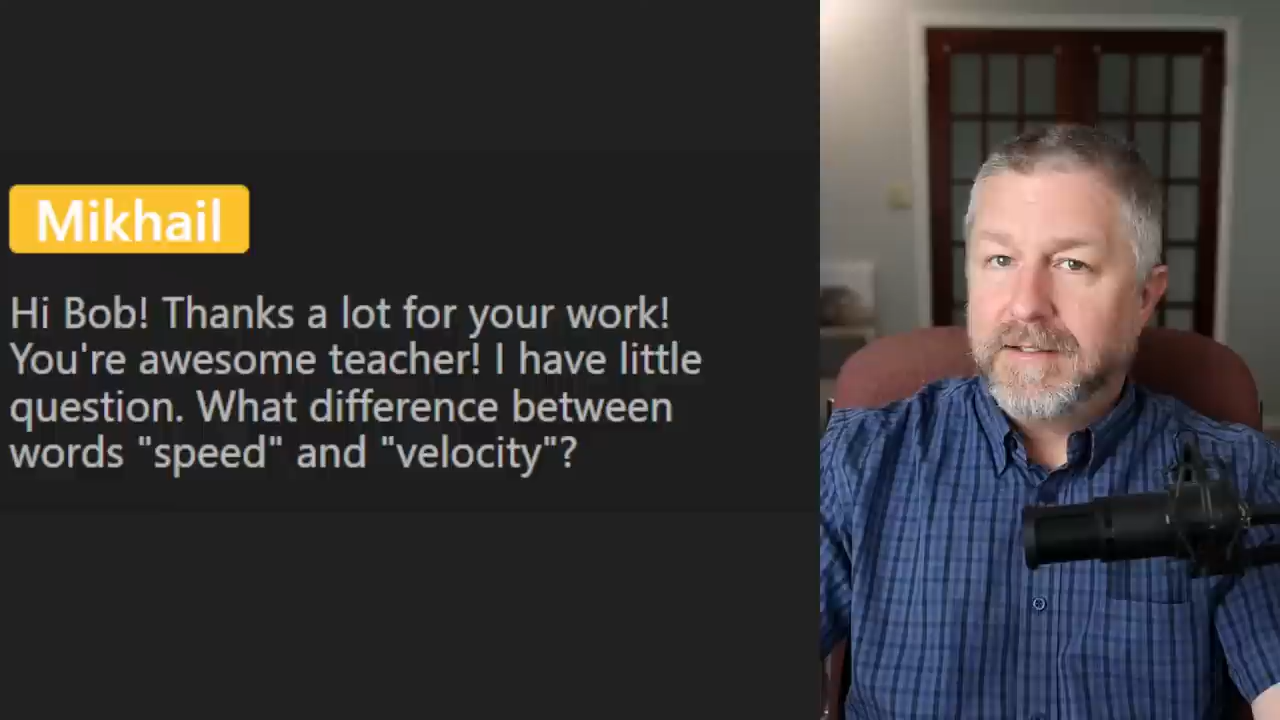 Mikhail
Hi Bob! Thanks a lot for your work!
You're awesome teacher! I have little
question. What difference between
words "speed" and "velocity"?